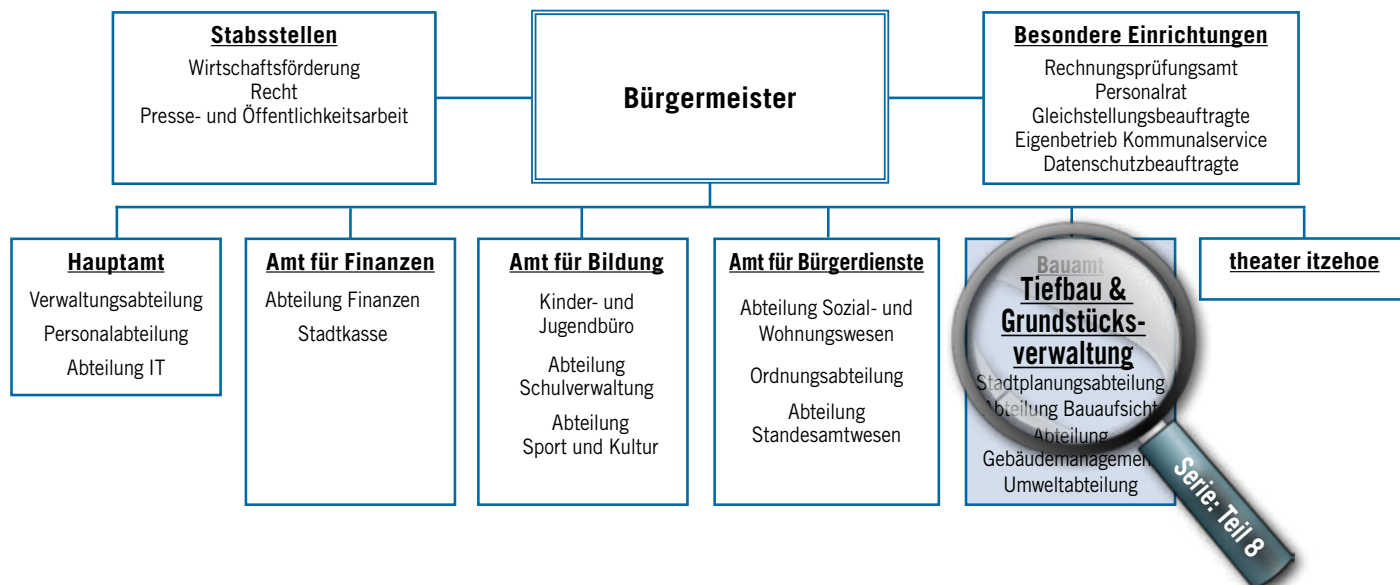 Stabsstellen
Wirtschaftsförderung
Recht
Presse- und Öffentlichkeitsarbeit
Bürgermeister
Besondere Einrichtungen
Rechnungsprüfungsamt
Personalrat
Gleichstellungsbeauftragte
Eigenbetrieb Kommunalservice
Datenschutzbeauftragte
Hauptamt
Verwaltungsabteilung
Personalabteilung
Abteilung IT
Amt für Finanzen
Abteilung Finanzen
Stadtkasse
Amt für Bildung
Kinder- und
Jugendbüro
Abteilung
Schulverwaltung
Abteilung
Sport und Kultur
Amt für Bürgerdienste
Abteilung Sozial- und
Wohnungswesen
Ordnungsabteilung
Abteilung
Standesamtwesen
Bauamt
Tiefbau &
Grundstücks-
verwaltung
Stadtplanungsabteilung
Abteilung Bauaufsicht
Abteilung
Gebäudemanagement
Umweltabteilung
Serie: Teil 8
theater itzehoe